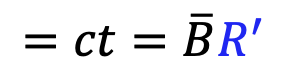 = ct = B̅R′